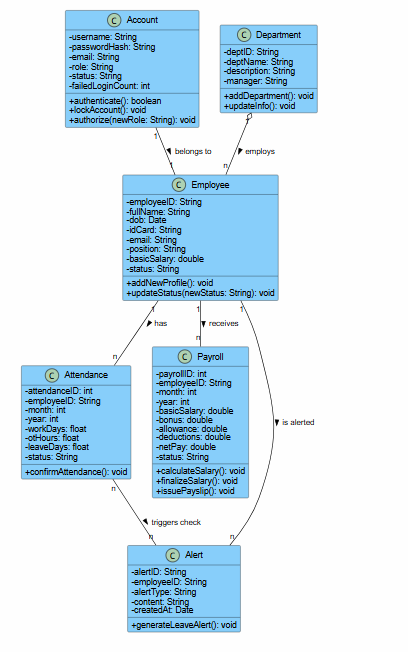 C Account
-username: String
-passwordHash: String
-email: String
-role: String
-status: String
-failedLoginCount: int
+authenticate(): boolean
+lockAccount(): void
+authorize(newRole: String): void
C Department
-deptID: String
-deptName: String
-description: String
-manager: String
+addDepartment(): void
+updateInfo(): void
1
1
belongs to
employs
1
n
C Employee
-employeeID: String
-fullName: String
-dob: Date
-idCard: String
-email: String
-position: String
-basicSalary: double
-status: String
+addNewProfile(): void
+updateStatus(newStatus: String): void
1
1
1
has
receives
n
n
C Attendance
-attendanceID: int
-employeeID: String
-month: int
-year: int
-workDays: float
-otHours: float
-leaveDays: float
-status: String
+confirmAttendance(): void
C Payroll
-payrollID: int
-employeeID: String
-month: int
-year: int
-basicSalary: double
-bonus: double
-allowance: double
-deductions: double
-netPay: double
-status: String
+calculateSalary(): void
+finalizeSalary(): void
+issuePayslip(): void
is alerted
n
triggers check
n
n
C Alert
-alertID: String
-employeeID: String
-alertType: String
-content: String
-createdAt: Date
+generateLeaveAlert(): void